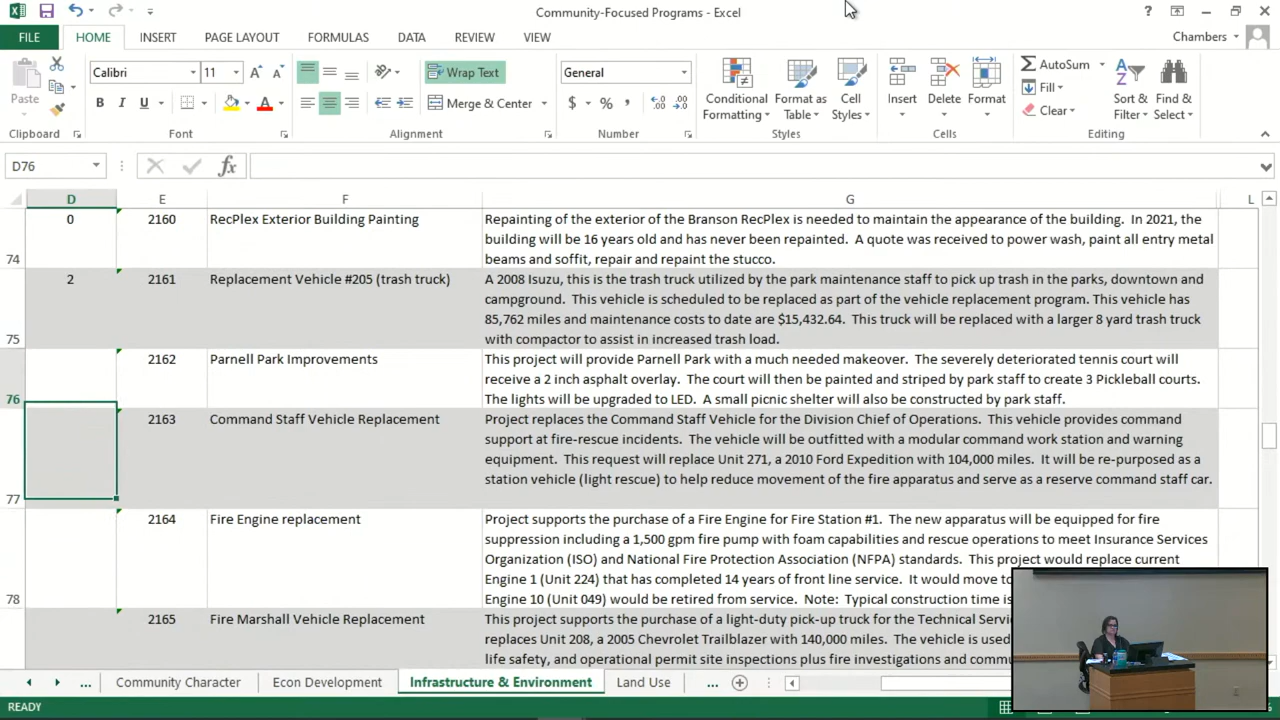 Community-Focused Programs - Excel
?
FILE HOME INSERT PAGE LAYOUT FORMULAS DATA REVIEW VIEW
Chambers
Paste
Calibri 11
B I U
Wrap Text
Merge & Center
General
$ % ,
Conditional Formatting
Format as Table
Cell Styles
Insert
Delete
Format
AutoSum
Fill
Clear
Sort & Filter
Find & Select
Clipboard Font Alignment Number Styles Cells Editing
D76 fx
D E F G L
74 0 2160 RecPlex Exterior Building Painting
Repainting of the exterior of the Branson RecPlex is needed to maintain the appearance of the building. In 2021, the
building will be 16 years old and has never been repainted. A quote was received to power wash, paint all entry metal
beams and soffit, repair and repaint the stucco.
75 2 2161 Replacement Vehicle #205 (trash truck)
A 2008 Isuzu, this is the trash truck utilized by the park maintenance staff to pick up trash in the parks, downtown and
campground. This vehicle is scheduled to be replaced as part of the vehicle replacement program. This vehicle has
85,762 miles and maintenance costs to date are $15,432.64. This truck will be replaced with a larger 8 yard trash truck
with compactor to assist in increased trash load.
76 2162 Parnell Park Improvements
This project will provide Parnell Park with a much needed makeover. The severely deteriorated tennis court will
receive a 2 inch asphalt overlay. The court will then be painted and striped by park staff to create 3 Pickleball courts.
The lights will be upgraded to LED. A small picnic shelter will also be constructed by park staff.
77 2163 Command Staff Vehicle Replacement
Project replaces the Command Staff Vehicle for the Division Chief of Operations. This vehicle provides command
support at fire-rescue incidents. The vehicle will be outfitted with a modular command work station and warning
equipment. This request will replace Unit 271, a 2010 Ford Expedition with 104,000 miles. It will be re-purposed as a
station vehicle (light rescue) to help reduce movement of the fire apparatus and serve as a reserve command staff car.
78 2164 Fire Engine replacement
Project supports the purchase of a Fire Engine for Fire Station #1. The new apparatus will be equipped for fire
suppression including a 1,500 gpm fire pump with foam capabilities and rescue operations to meet Insurance Services
Organization (ISO) and National Fire Protection Association (NFPA) standards. This project would replace current
Engine 1 (Unit 224) that has completed 14 years of front line service. It would move to
Engine 10 (Unit 049) would be retired from service. Note: Typical construction time is
2165 Fire Marshall Vehicle Replacement
This project supports the purchase of a light-duty pick-up truck for the Technical
replaces Unit 208, a 2005 Chevrolet Trailblazer with 140,000 miles. The vehicle is used
life safety, and operational permit site inspections plus fire investigations and
... Community Character Econ Development Infrastructure & Environment Land Use ...
READY